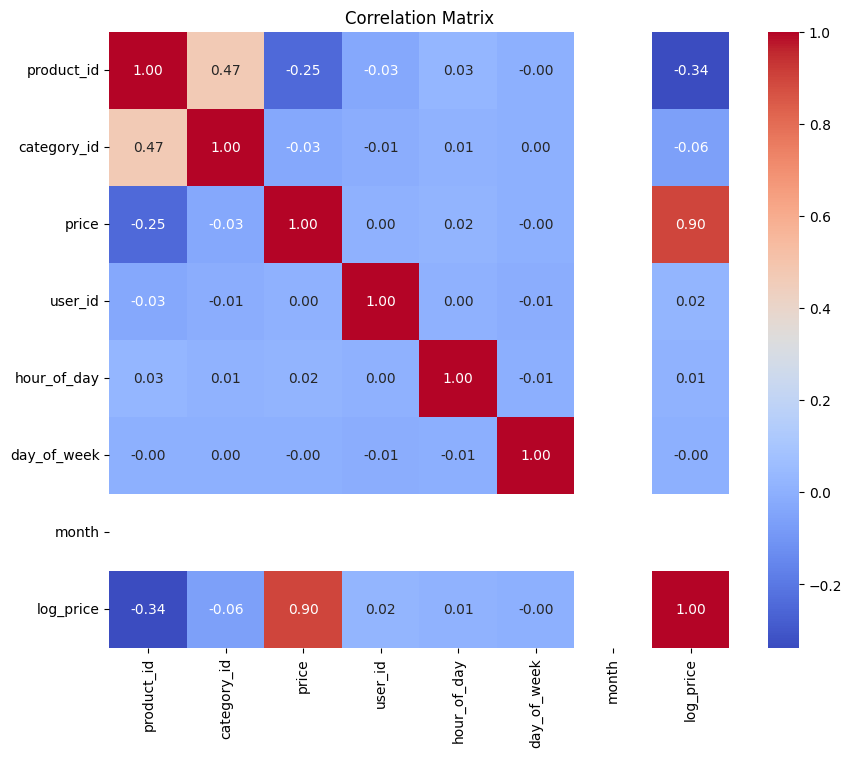 Correlation Matrix
product_id 1.00 0.47 -0.25 -0.03 0.03 -0.00 -0.34
category_id 0.47 1.00 -0.03 -0.01 0.01 0.00 -0.06
price -0.25 -0.03 1.00 0.00 0.02 -0.00 0.90
user_id -0.03 -0.01 0.00 1.00 0.00 -0.01 0.02
hour_of_day 0.03 0.01 0.02 0.00 1.00 -0.01 0.01
day_of_week -0.00 0.00 -0.00 -0.01 -0.01 1.00 -0.00
month
log_price -0.34 -0.06 0.90 0.02 0.01 -0.00 1.00
product_id category_id price user_id hour_of_day day_of_week month log_price
1.0
0.8
0.6
0.4
0.2
0.0
−0.2